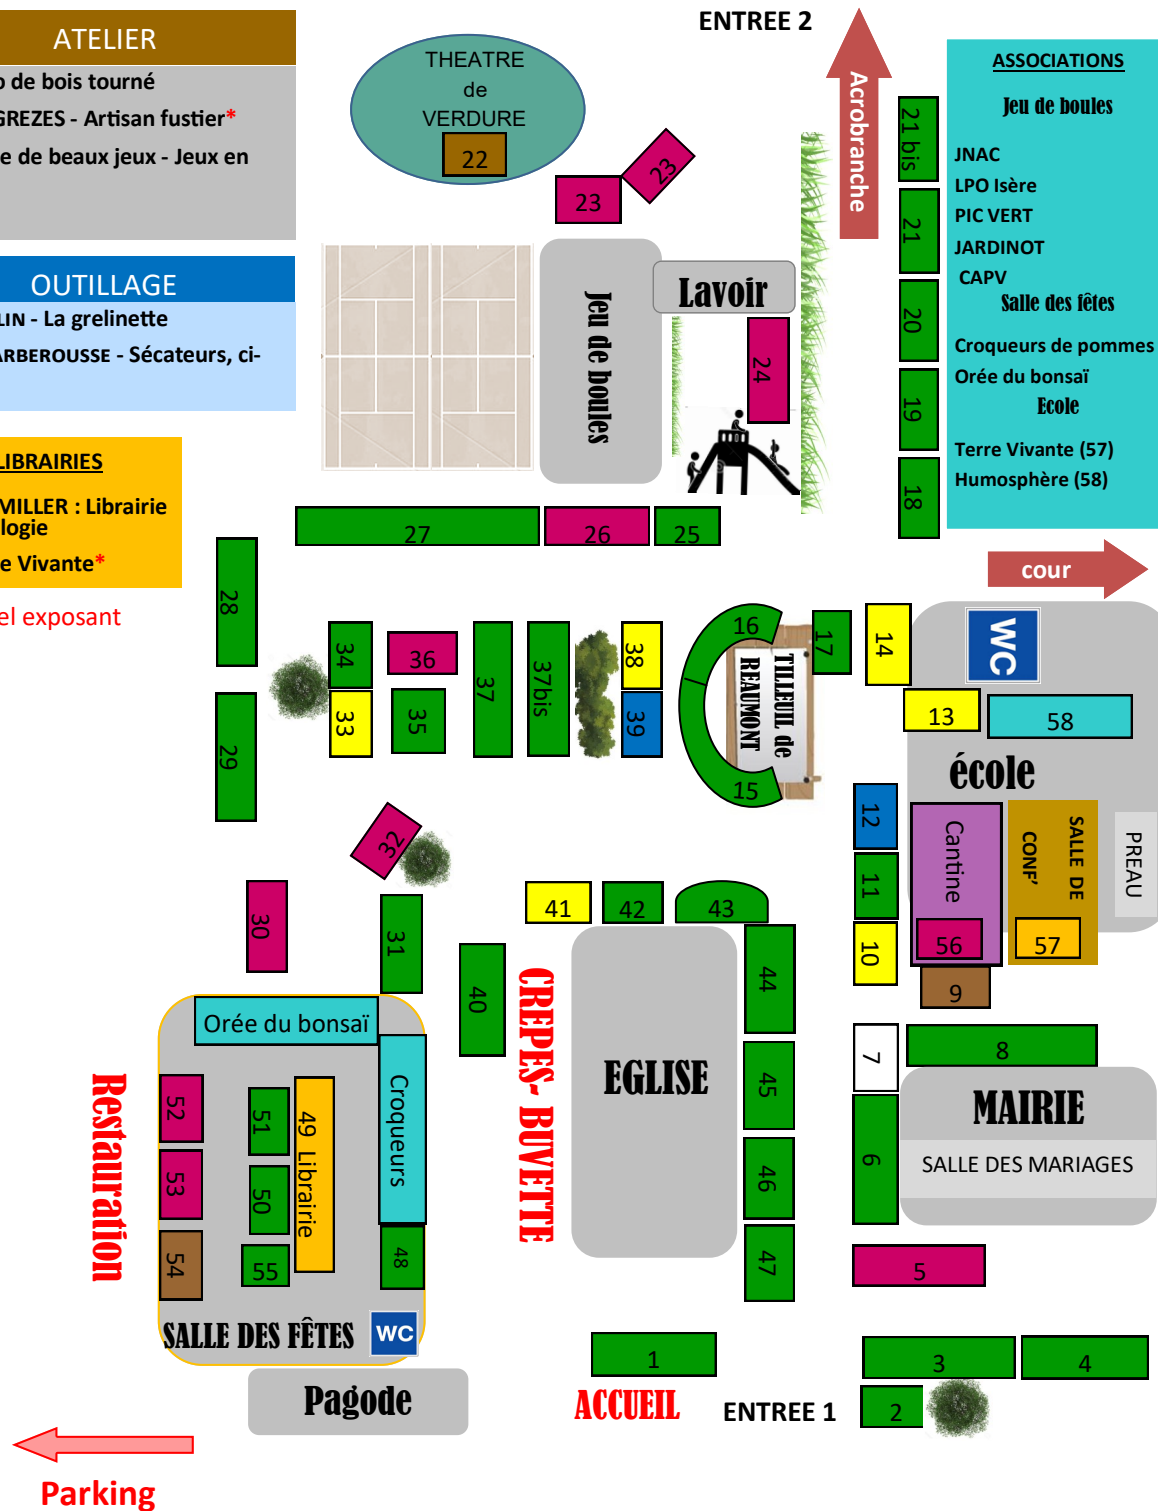 ATELIER
o de bois tourné
GREZES - Artisan fustier*
e de beaux jeux - Jeux en
OUTILLAGE
LIN - La grelinette
ARBEROUSSE - Sécateurs, ci-
LIBRAIRIES
MILLER : Librairie
logie
e Vivante*
el exposant
ENTREE 2
THEATRE
de
VERDURE
22
23
23
Acrobranche
Jeu de boules
Lavoir
24
21 bis
21
20
19
18
ASSOCIATIONS
Jeu de boules
JNAC
LPO Isère
PIC VERT
JARDINOT
CAPV
Salle des fêtes
Croqueurs de pommes
Orée du bonsaï
Ecole
Terre Vivante (57)
Humosphère (58)
27
26
25
28
29
cour
34
33
36
35
37
37bis
38
39
16
15
TILLEUL de
REAUMONT
17
14
WC
13
58
école
12
11
10
Cantine
56
SALLE DE
CONF'
57
PREAU
9
32
30
31
40
41
42
43
44
45
46
47
CREPES- BUVETTE
EGLISE
7
8
6
MAIRIE
SALLE DES MARIAGES
5
Restauration
Orée du bonsaï
Croqueurs
52
53
54
51
50
55
49 Librairie
48
SALLE DES FÊTES
WC
Pagode
1
ACCUEIL
ENTREE 1
3
4
2
Parking